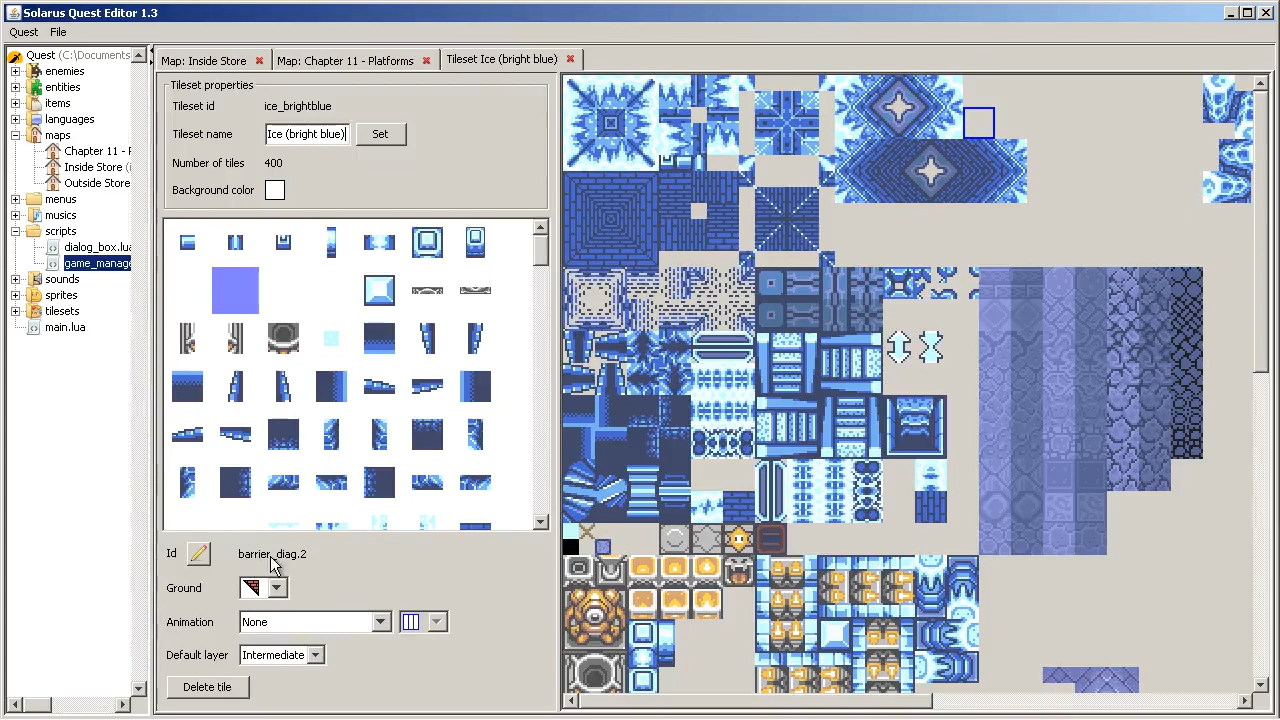 Solarus Quest Editor 1.3
Quest File
Quest (C:\Documents
enemies
entities
items
languages
maps
Chapter 11 - F
Inside Store (
Outside Store
menus
musics
scrip
dialog_box.lua
game_manage
sounds
sprites
main.lua
Map: Inside Store
Map: Chapter 11 - Platforms
Tileset Ice (bright blue)
Tileset properties
Tileset id ice_brightblue
Tileset name Ice (bright blue) Set
Number of tiles 400
Background color
Id barrier_diag.2
Ground
Animation None
Default layer Intermediate
Delete tile